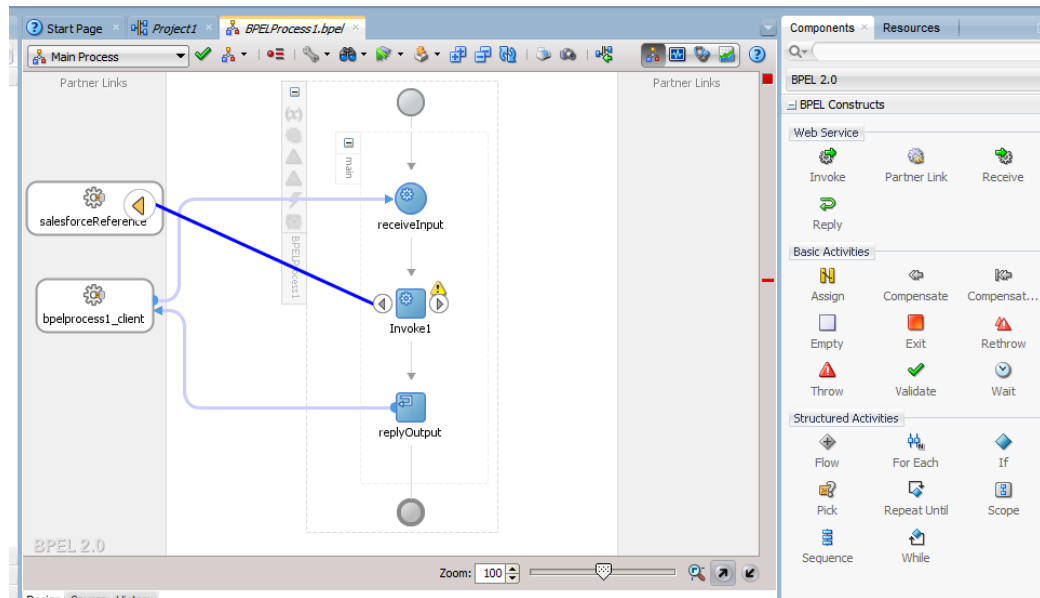 Start Page
Project1
BPELProcess1.bpel
Components
Resources
Main Process
BPEL 2.0
Partner Links
Partner Links
BPEL Constructs
Web Service
Invoke
Partner Link
Receive
Reply
Basic Activities
Assign
Compensate
Compensat...
Empty
Exit
Rethrow
Throw
Validate
Wait
Structured Activities
Flow
For Each
If
Pick
Repeat Until
Scope
Sequence
While
(x)
main
BPELProcess1
salesforceReference
receiveInput
bpelprocess1_client
Invoke1
replyOutput
BPEL 2.0
Zoom: 100
Design Source History